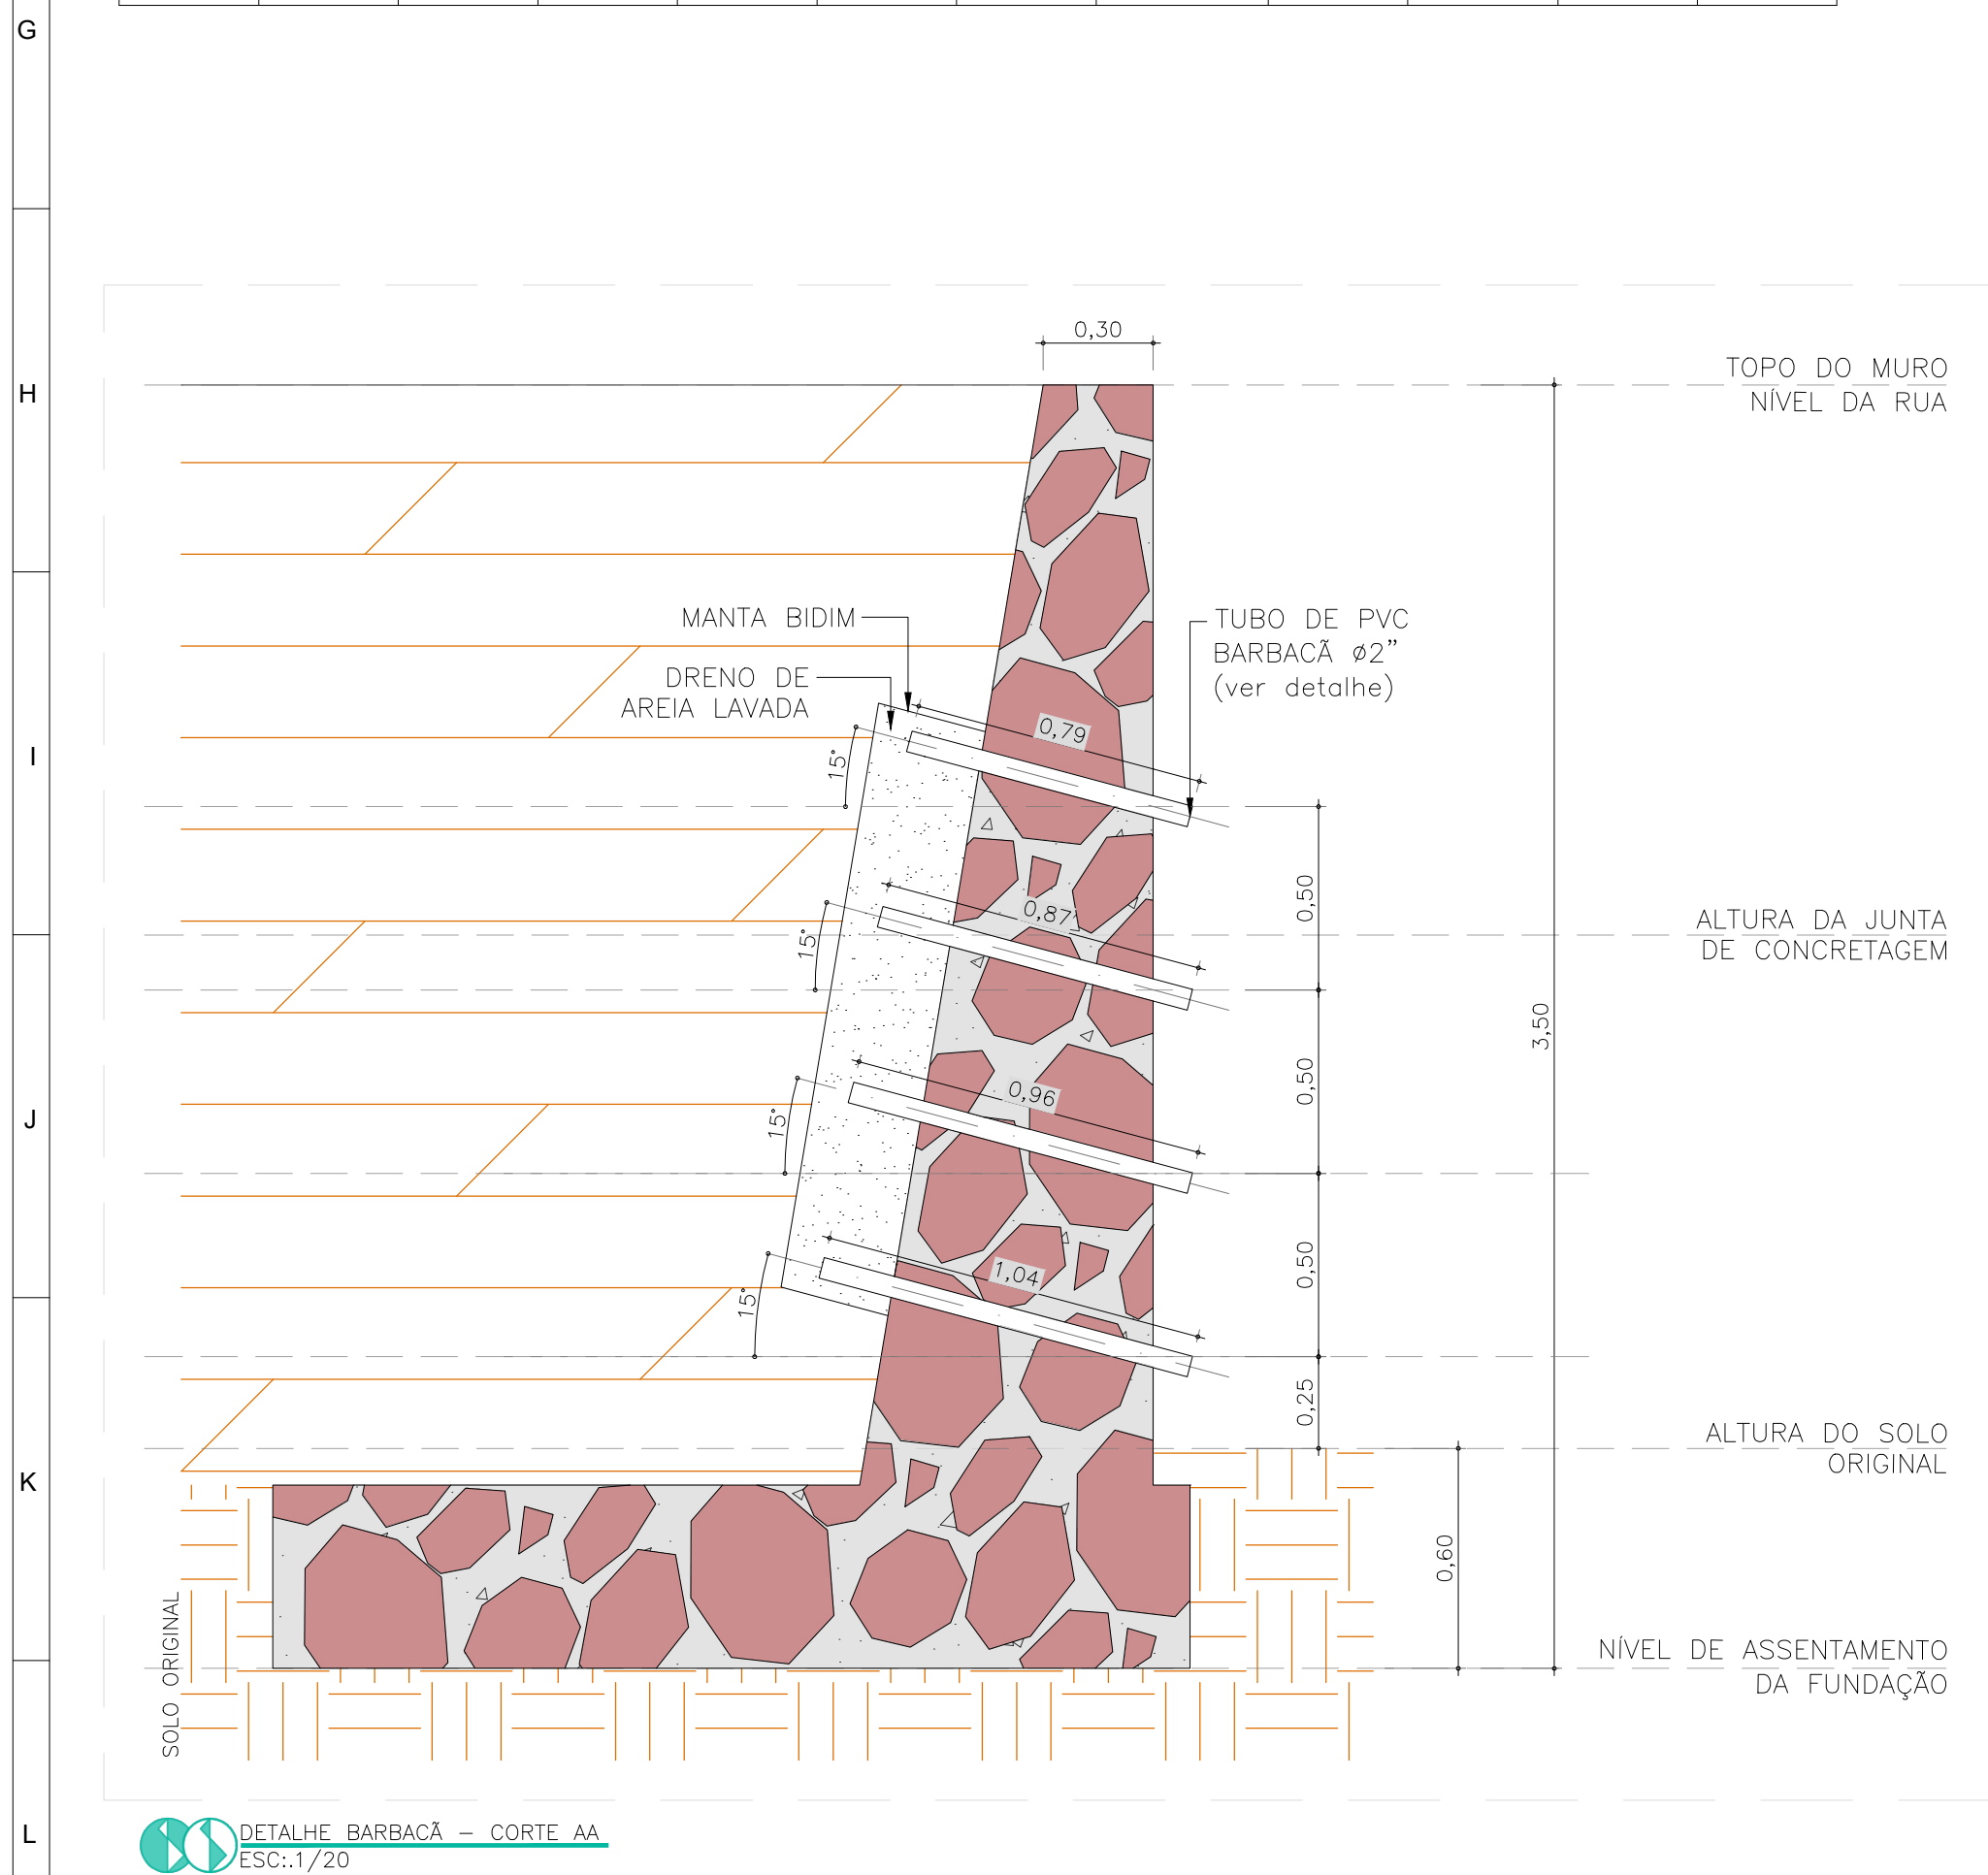 G
H
I
J
K
L
0,30
TOPO DO MURO
NÍVEL DA RUA
MANTA BIDIM
DRENO DE
AREIA LAVADA
TUBO DE PVC
BARBACÃ ø2”
(ver detalhe)
0,79
15°
0,50
0,87
15°
ALTURA DA JUNTA
DE CONCRETAGEM
3,50
0,50
0,96
15°
0,50
1,04
15°
0,25
ALTURA DO SOLO
ORIGINAL
0,60
SOLO ORIGINAL
NÍVEL DE ASSENTAMENTO
DA FUNDAÇÃO
DETALHE BARBACÃ – CORTE AA
ESC:.1/20